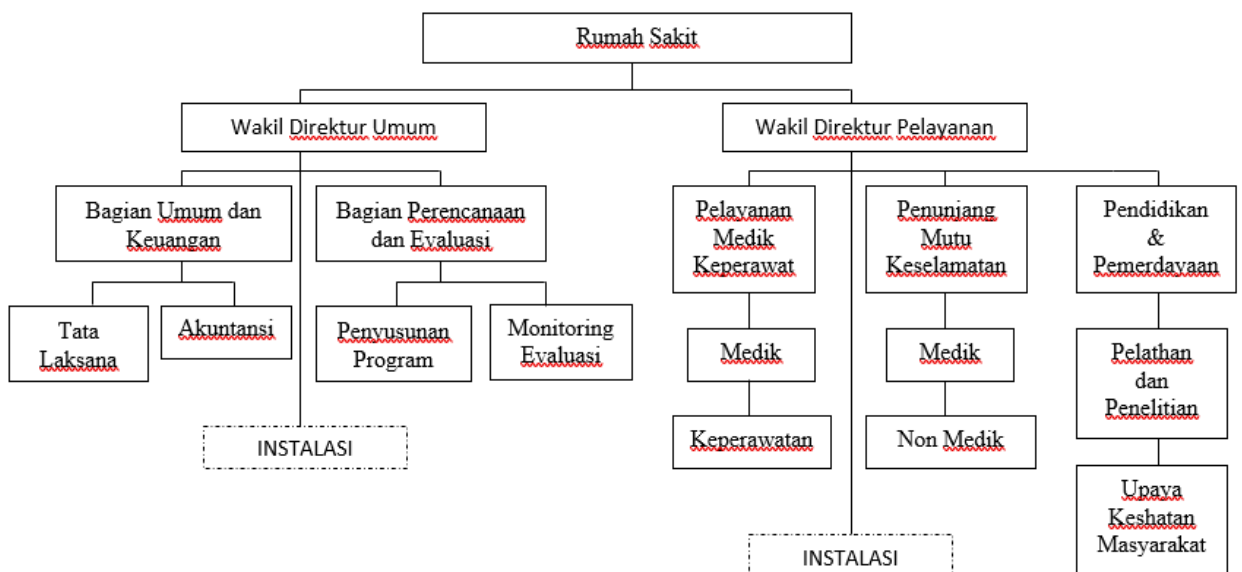 Rumah Sakit
Wakil Direktur Umum
Wakil Direktur Pelayanan
Bagian Umum dan
Keuangan
Bagian Perencanaan
dan Evaluasi
Pelayanan
Medik
Keperawat
Penunjang
Mutu
Keselamatan
Pendidikan
&
Pemerdayaan
Tata
Laksana
Akuntansi
Penyusunan
Program
Monitoring
Evaluasi
Medik
Medik
Pelathan
dan
Penelitian
Keperawatan
Non Medik
INSTALASI
Upaya
Keshatan
Masyarakat
INSTALASI